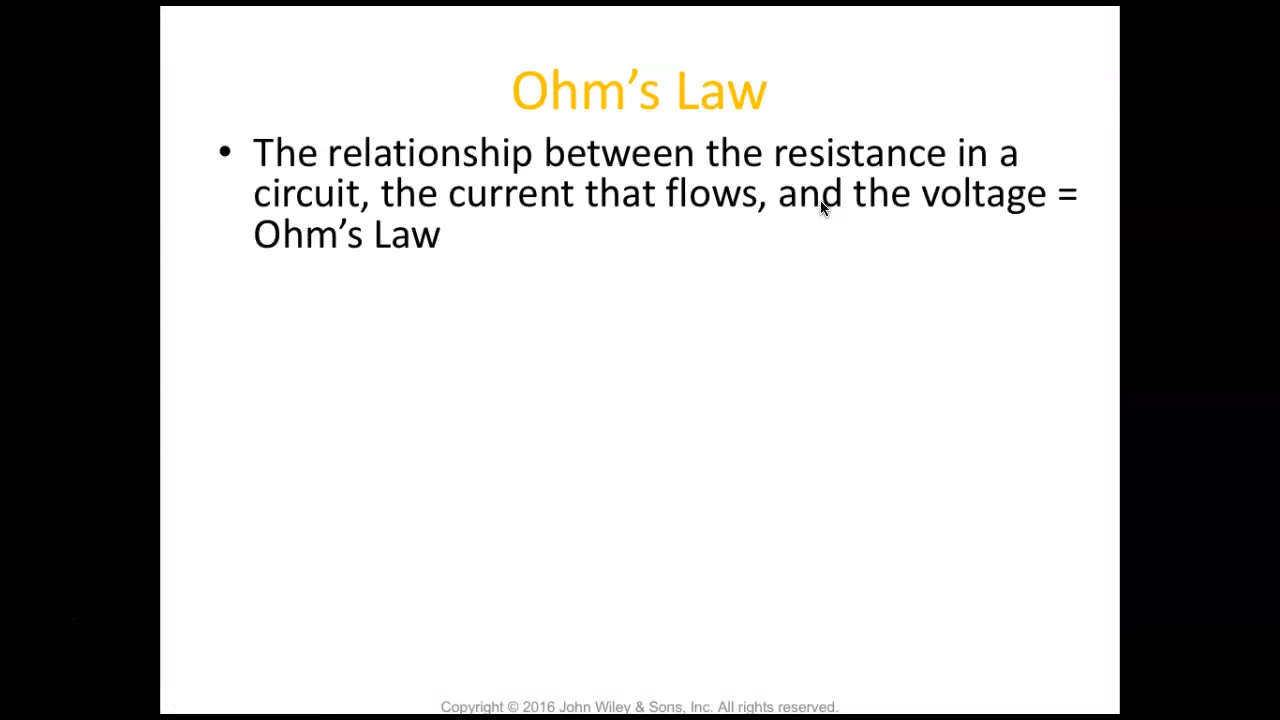 Ohm’s Law
• The relationship between the resistance in a
circuit, the current that flows, and the voltage =
Ohm’s Law
Copyright © 2016 John Wiley & Sons, Inc. All rights reserved.